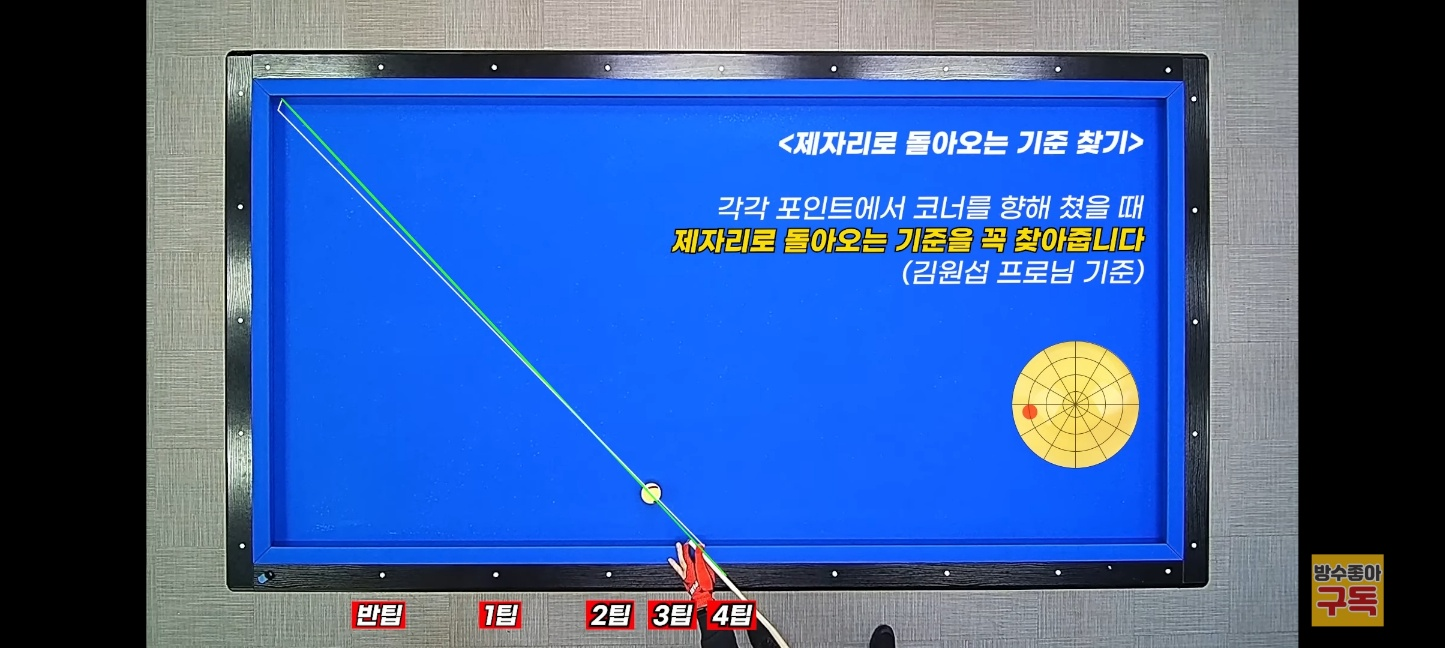 <제자리로 돌아오는 기준 찾기>
각각 포인트에서 코너를 향해 쳤을 때
제자리로 돌아오는 기준을 꼭 찾아줍니다
(김원섭 프로님 기준)
방수종아
구독
반팁 1팁 2팁 3팁 4팁